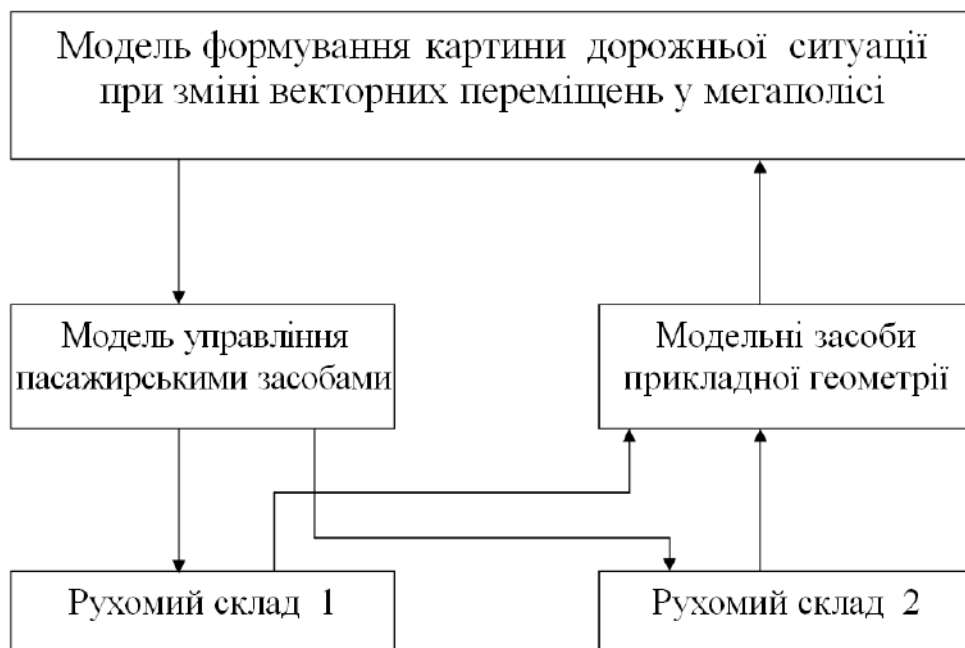 Модель формування картини дорожньої ситуації
при зміні векторних переміщень у мегаполісі
Модель управління
пасажирськими засобами
Модельні засоби
прикладної геометрії
Рухомий склад 1
Рухомий склад 2